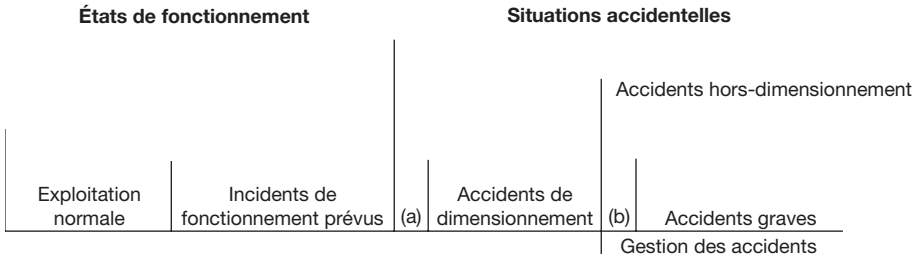 États de fonctionnement
Situations accidentelles
Accidents hors-dimensionnement
Exploitation
normale
Incidents de
fonctionnement prévus
(a)
Accidents de
dimensionnement
(b)
Accidents graves
Gestion des accidents